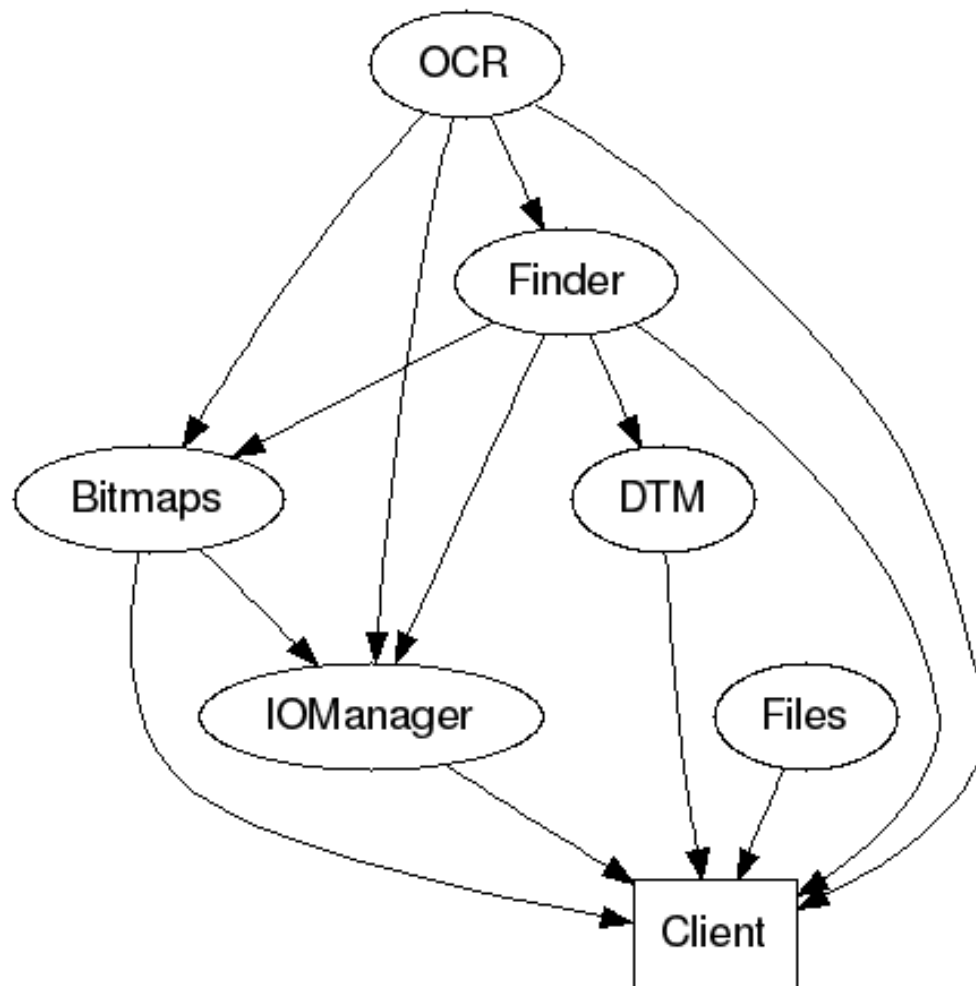 OCR
Finder
Bitmaps
DTM
IOManager
Files
Client